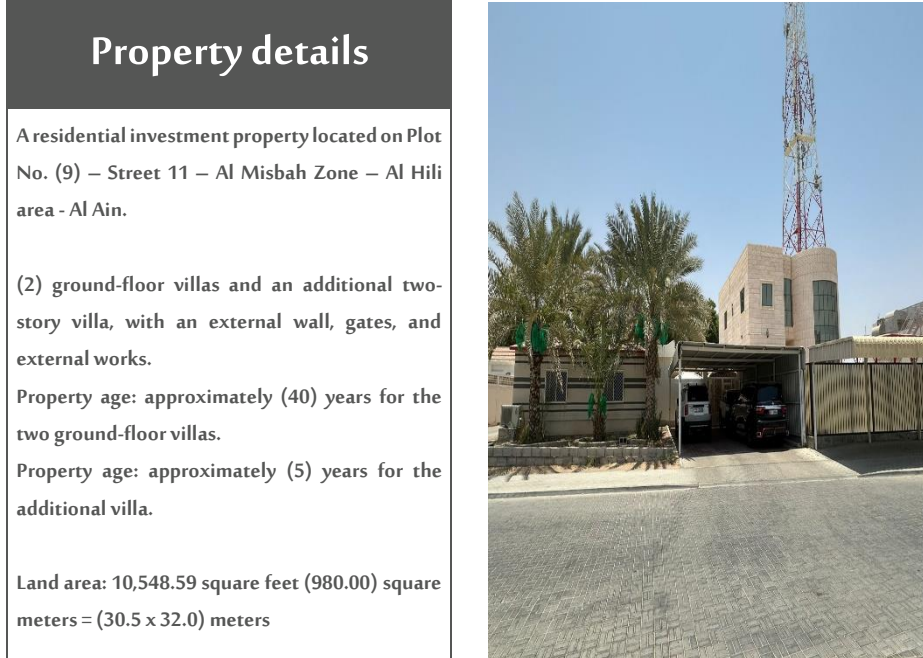 Property details
A residential investment property located on Plot
No. (9) – Street 11 – Al Misbah Zone – Al Hili
area - Al Ain.
(2) ground-floor villas and an additional two-
story villa, with an external wall, gates, and
external works.
Property age: approximately (40) years for the
two ground-floor villas.
Property age: approximately (5) years for the
additional villa.
Land area: 10,548.59 square feet (980.00) square
meters = (30.5 x 32.0) meters